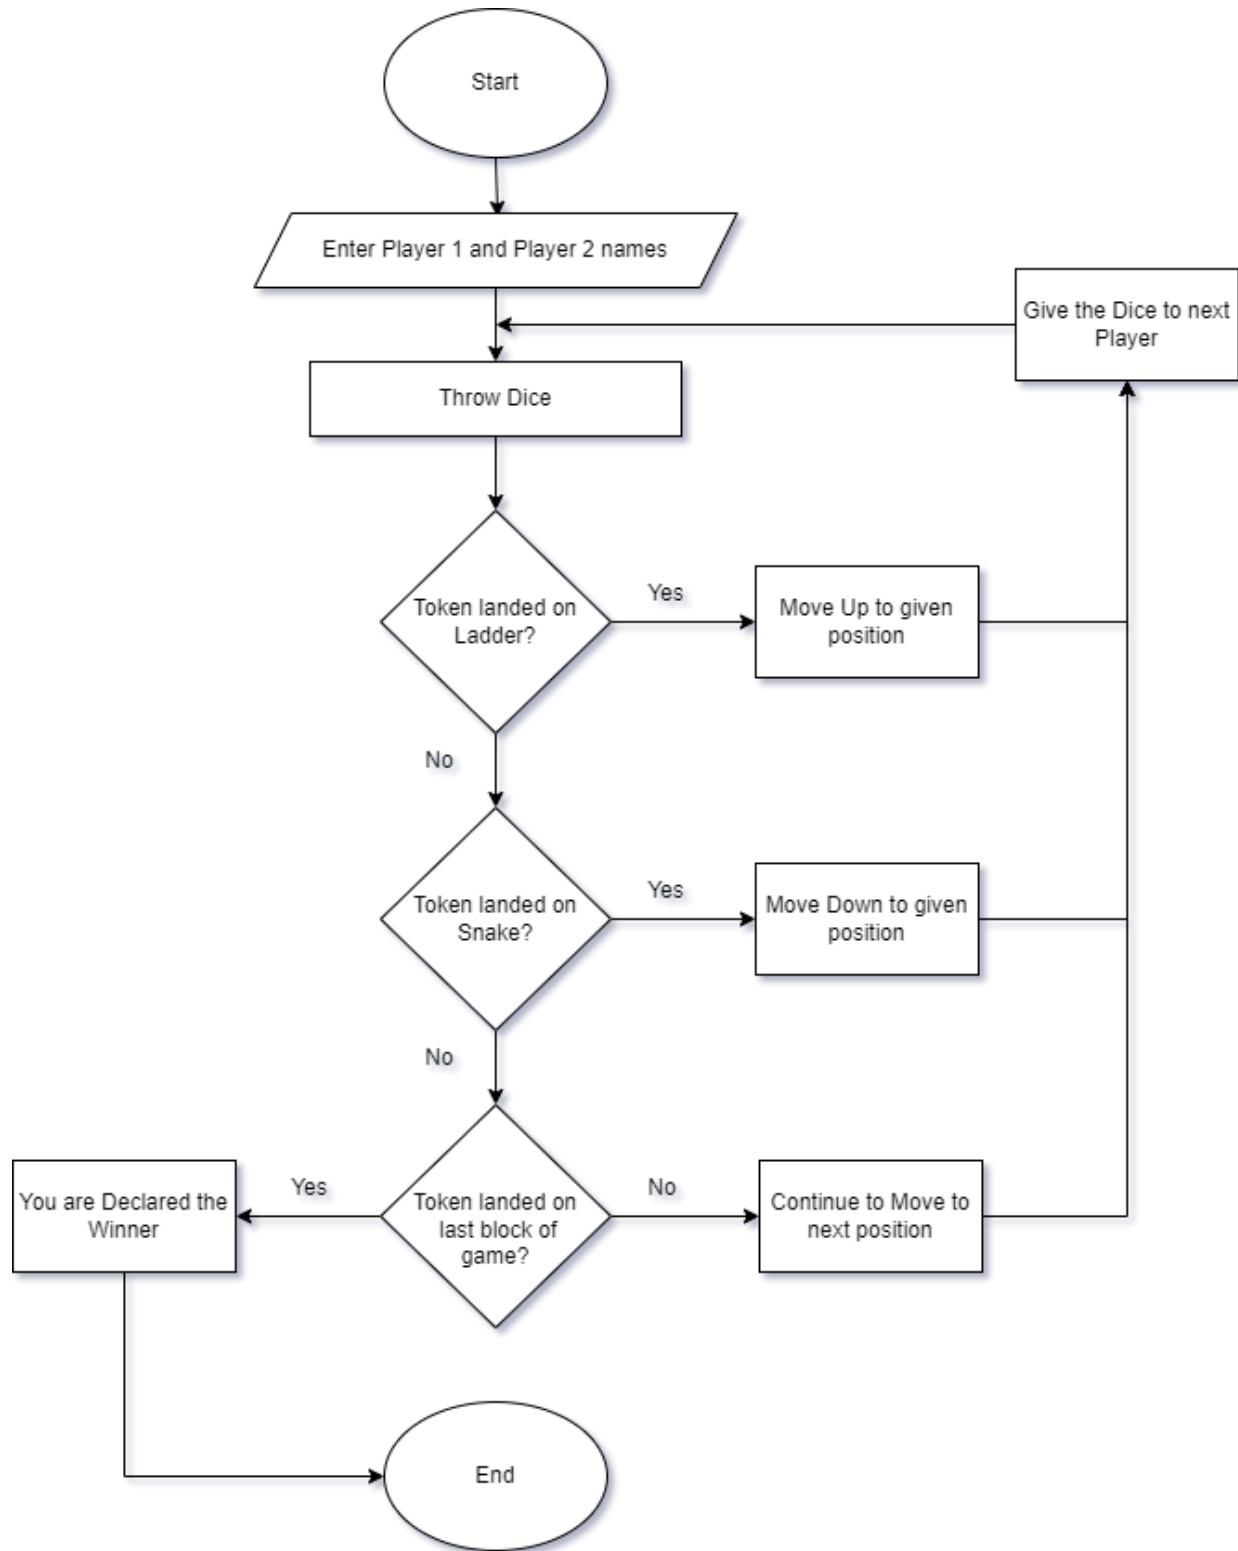 Start
Enter Player 1 and Player 2 names
Give the Dice to next
Player
Throw Dice
Token landed on
Ladder?
Yes
Move Up to given
position
No
Token landed on
Snake?
Yes
Move Down to given
position
No
You are Declared the
Winner
Yes
Token landed on
last block of
game?
No
Continue to Move to
next position
End